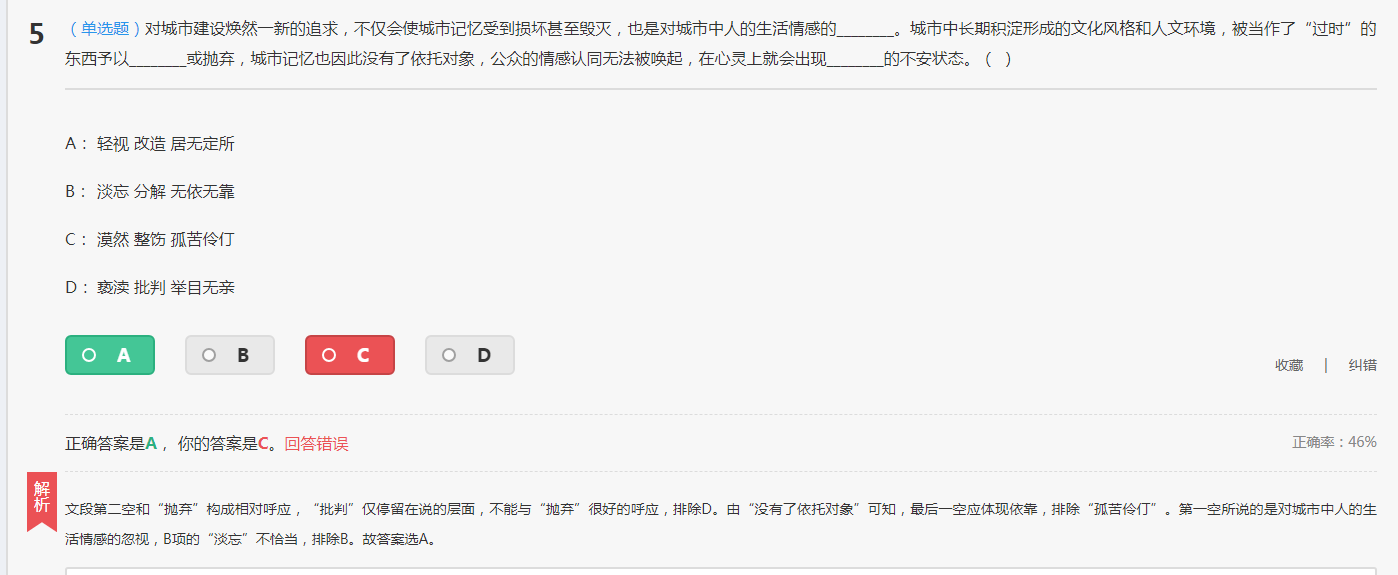 5 （单选题）对城市建设焕然一新的追求，不仅会使城市记忆受到损坏甚至毁灭，也是对城市中人的生活情感的_______。城市中长期积淀形成的文化风格和人文环境，被当作了“过时”的
东西予以_______或抛弃，城市记忆也因此没有了依托对象，公众的情感认同无法被唤起，在心灵上就会出现_______的不安状态。（ ）
A： 轻视 改造 居无定所
B： 淡忘 分解 无依无靠
C： 漠然 整饬 孤苦伶仃
D： 亵渎 批判 举目无亲
A B C D
收藏 | 纠错
正确答案是A， 你的答案是C。回答错误 正确率：46%
解析
文段第二空和“抛弃”构成相对呼应，“批判”仅停留在说的层面，不能与“抛弃”很好的呼应，排除D。由“没有了依托对象”可知，最后一空应体现依靠，排除“孤苦伶仃”。第一空所说的是对城市中人的生
活情感的忽视，B项的“淡忘”不恰当，排除B。故答案选A。